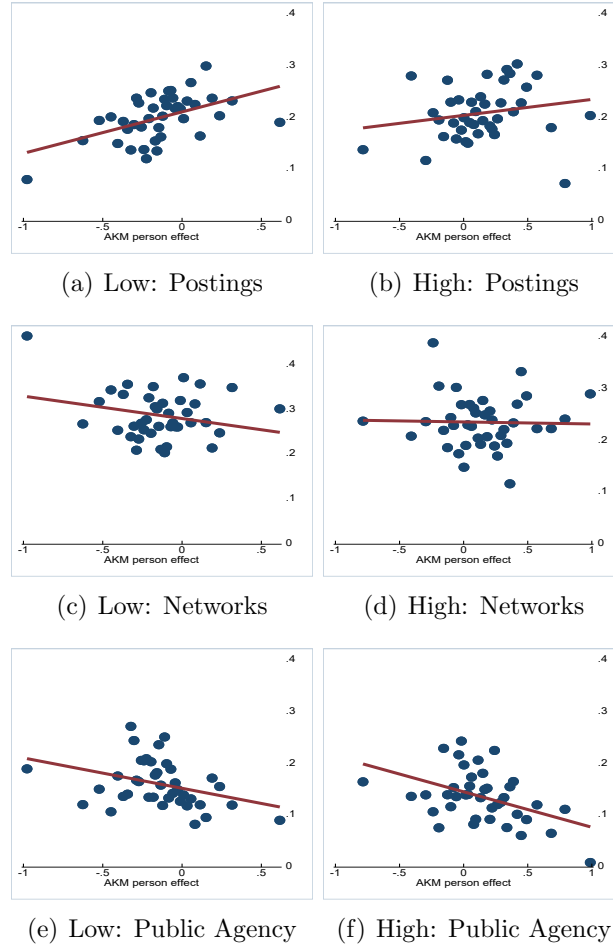 .4 .4
.3 .3
.2 .2
.1 .1
0 0
-1 -.5 0 .5 -1 -.5 0 .5 1
AKM person effect AKM person effect
(a) Low: Postings (b) High: Postings
.4 .4
.3 .3
.2 .2
.1 .1
0 0
-1 -.5 0 .5 -1 -.5 0 .5 1
AKM person effect AKM person effect
(c) Low: Networks (d) High: Networks
.4 .4
.3 .3
.2 .2
.1 .1
0 0
-1 -.5 0 .5 -1 -.5 0 .5 1
AKM person effect AKM person effect
(e) Low: Public Agency (f) High: Public Agency